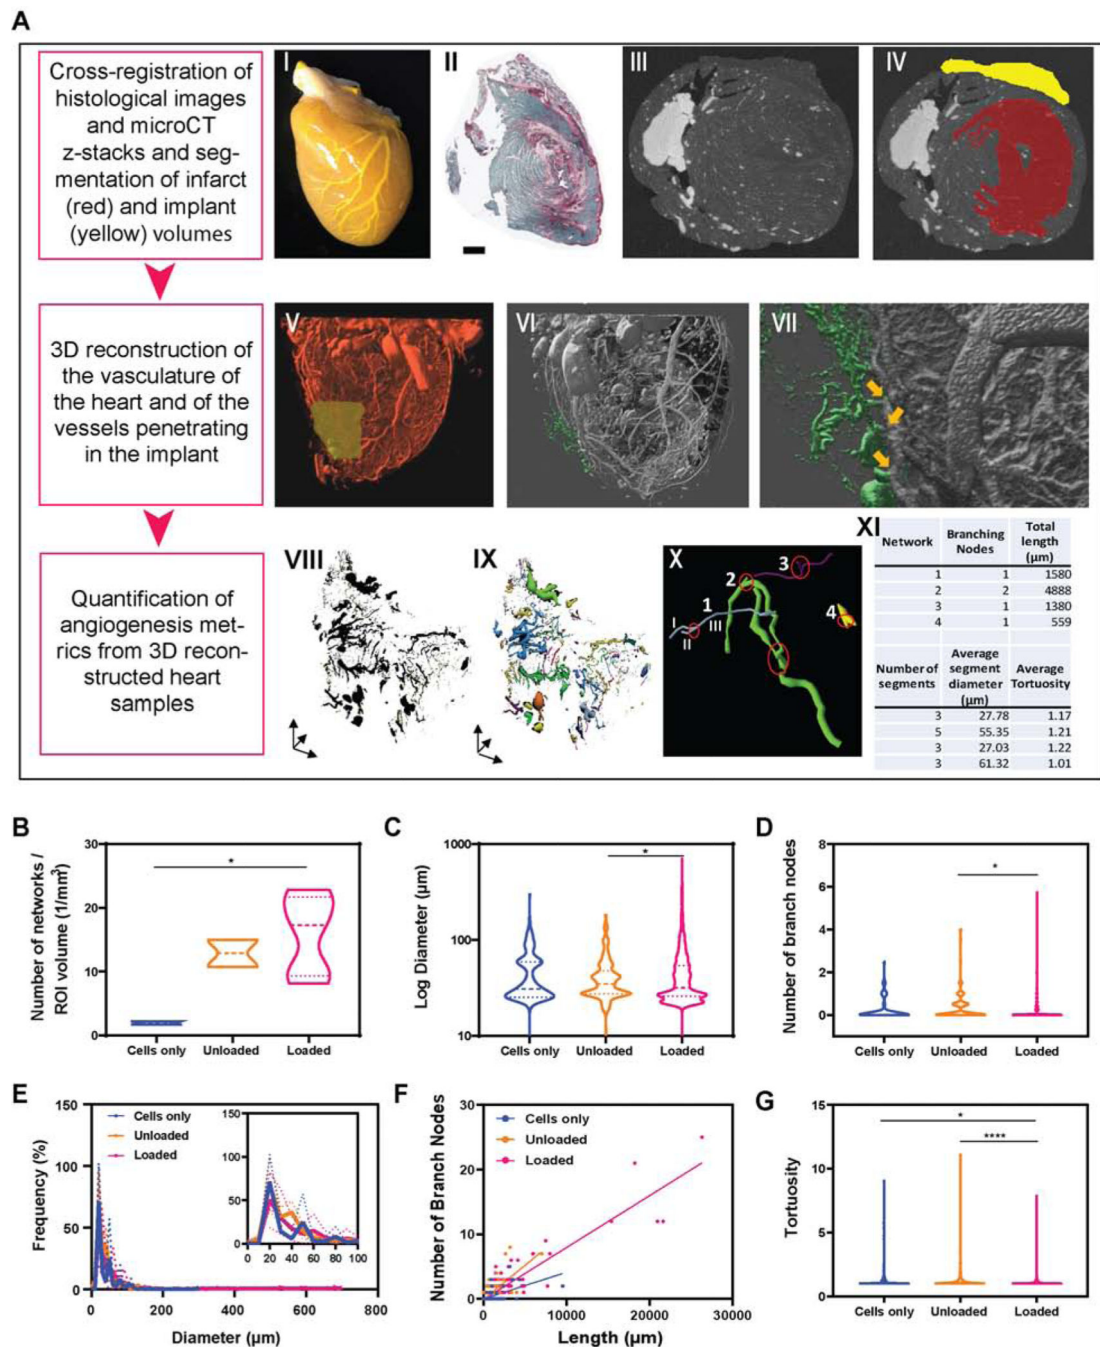 A
Cross-registration of
histological images
and microCT
z-stacks and seg-
mentation of infarct
(red) and implant
(yellow) volumes
I
II
III
IV
3D reconstruction of
the vasculature of
the heart and of the
vessels penetrating
in the implant
V
VI
VII
Quantification of
angiogenesis met-
rics from 3D recon-
structed heart
samples
VIII
IX
X
1
2
3
4
I
II
III
XI
Network Branching Nodes Total length (µm)
1 1 1580
2 2 4888
3 1 1380
4 1 559
Number of segments Average segment diameter (µm) Average Tortuosity
3 27.78 1.17
5 55.35 1.21
3 27.03 1.22
3 61.32 1.01
B
Number of networks /
ROI volume (1/mm³)
30
20
10
0
*
Cells only Unloaded Loaded
C
Log Diameter (µm)
1000
100
10
*
Cells only Unloaded Loaded
D
Number of branch nodes
8
6
4
2
0
*
Cells only Unloaded Loaded
E
Frequency (%)
150
100
50
0
Cells only
Unloaded
Loaded
150
100
50
0
0 20 40 60 80 100
0 200 400 600 800
Diameter (µm)
F
Number of Branch Nodes
30
20
10
0
Cells only
Unloaded
Loaded
0 10000 20000 30000
Length (µm)
G
Tortuosity
15
10
5
0
*
****
Cells only Unloaded Loaded